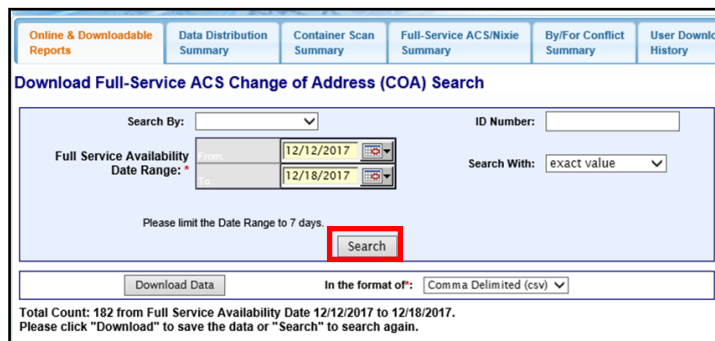 Online & Downloadable Reports
Data Distribution Summary
Container Scan Summary
Full-Service ACS/Nixie Summary
By/For Conflict Summary
User Downlo
History
Download Full-Service ACS Change of Address (COA) Search
Search By:
ID Number:
Full Service Availability
Date Range: *
From:
12/12/2017
To:
12/18/2017
Search With:
exact value
Please limit the Date Range to 7 days.
Search
Download Data
In the format of*:
Comma Delimited (csv)
Total Count: 182 from Full Service Availability Date 12/12/2017 to 12/18/2017.
Please click "Download" to save the data or "Search" to search again.